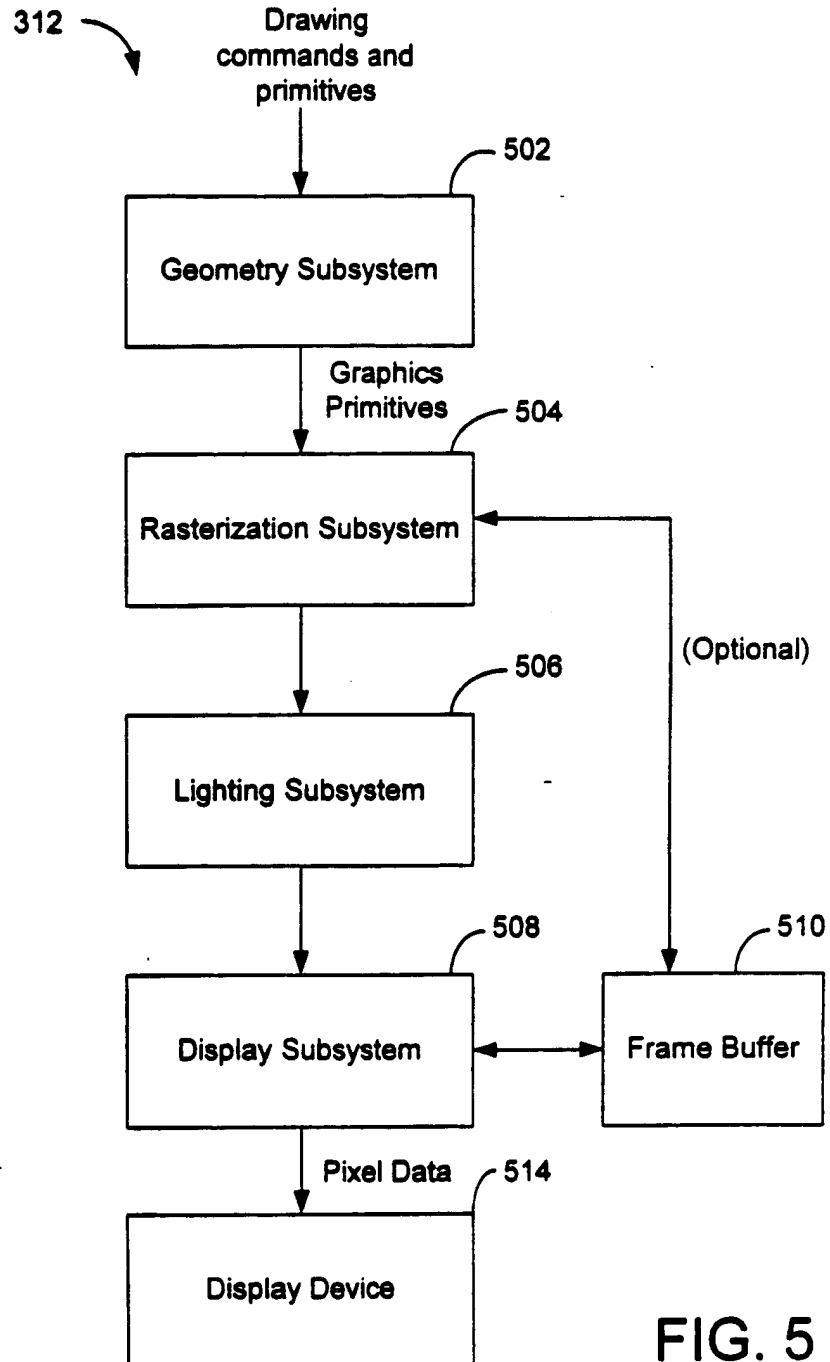 312
Drawing
commands and
primitives
502
Geometry Subsystem
Graphics
Primitives
504
Rasterization Subsystem
(Optional)
506
Lighting Subsystem
508
510
Display Subsystem
Frame Buffer
Pixel Data
514
Display Device
FIG. 5